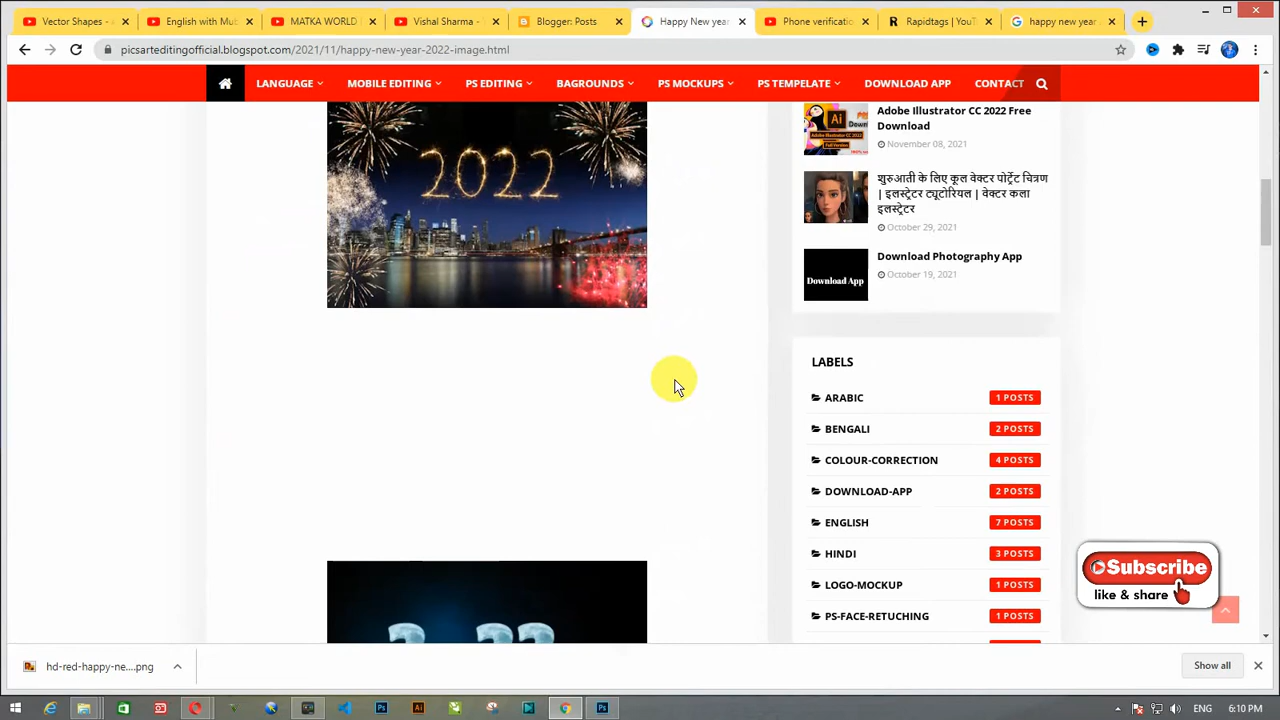 Vector Shapes -
English with Mub
MATKA WORLD
Vishal Sharma -
Blogger: Posts
Happy New year
Phone verificatio
Rapidtags | YouT
happy new year
picsarteditingofficial.blogspot.com/2021/11/happy-new-year-2022-image.html
LANGUAGE
MOBILE EDITING
PS EDITING
BAGROUNDS
PS MOCKUPS
PS TEMPLATE
DOWNLOAD APP
CONTACT
2022
Ai
Adobe Illustrator CC 2022 Free
Download
November 08, 2021
शुरुआती के लिए कूल वेक्टर पोर्ट्रेट चित्रण
| इलस्ट्रेटर ट्यूटोरियल | वेक्टर कला
इलस्ट्रेटर
October 29, 2021
Download App
Download Photography App
October 19, 2021
LABELS
ARABIC 1 POSTS
BENGALI 2 POSTS
COLOUR-CORRECTION 4 POSTS
DOWNLOAD-APP 2 POSTS
ENGLISH 7 POSTS
HINDI 3 POSTS
LOGO-MOCKUP 1 POSTS
PS-FACE-RETUCHING 1 POSTS
Subscribe
like & share
hd-red-happy-ne....png
Show all
ENG 6:10 PM